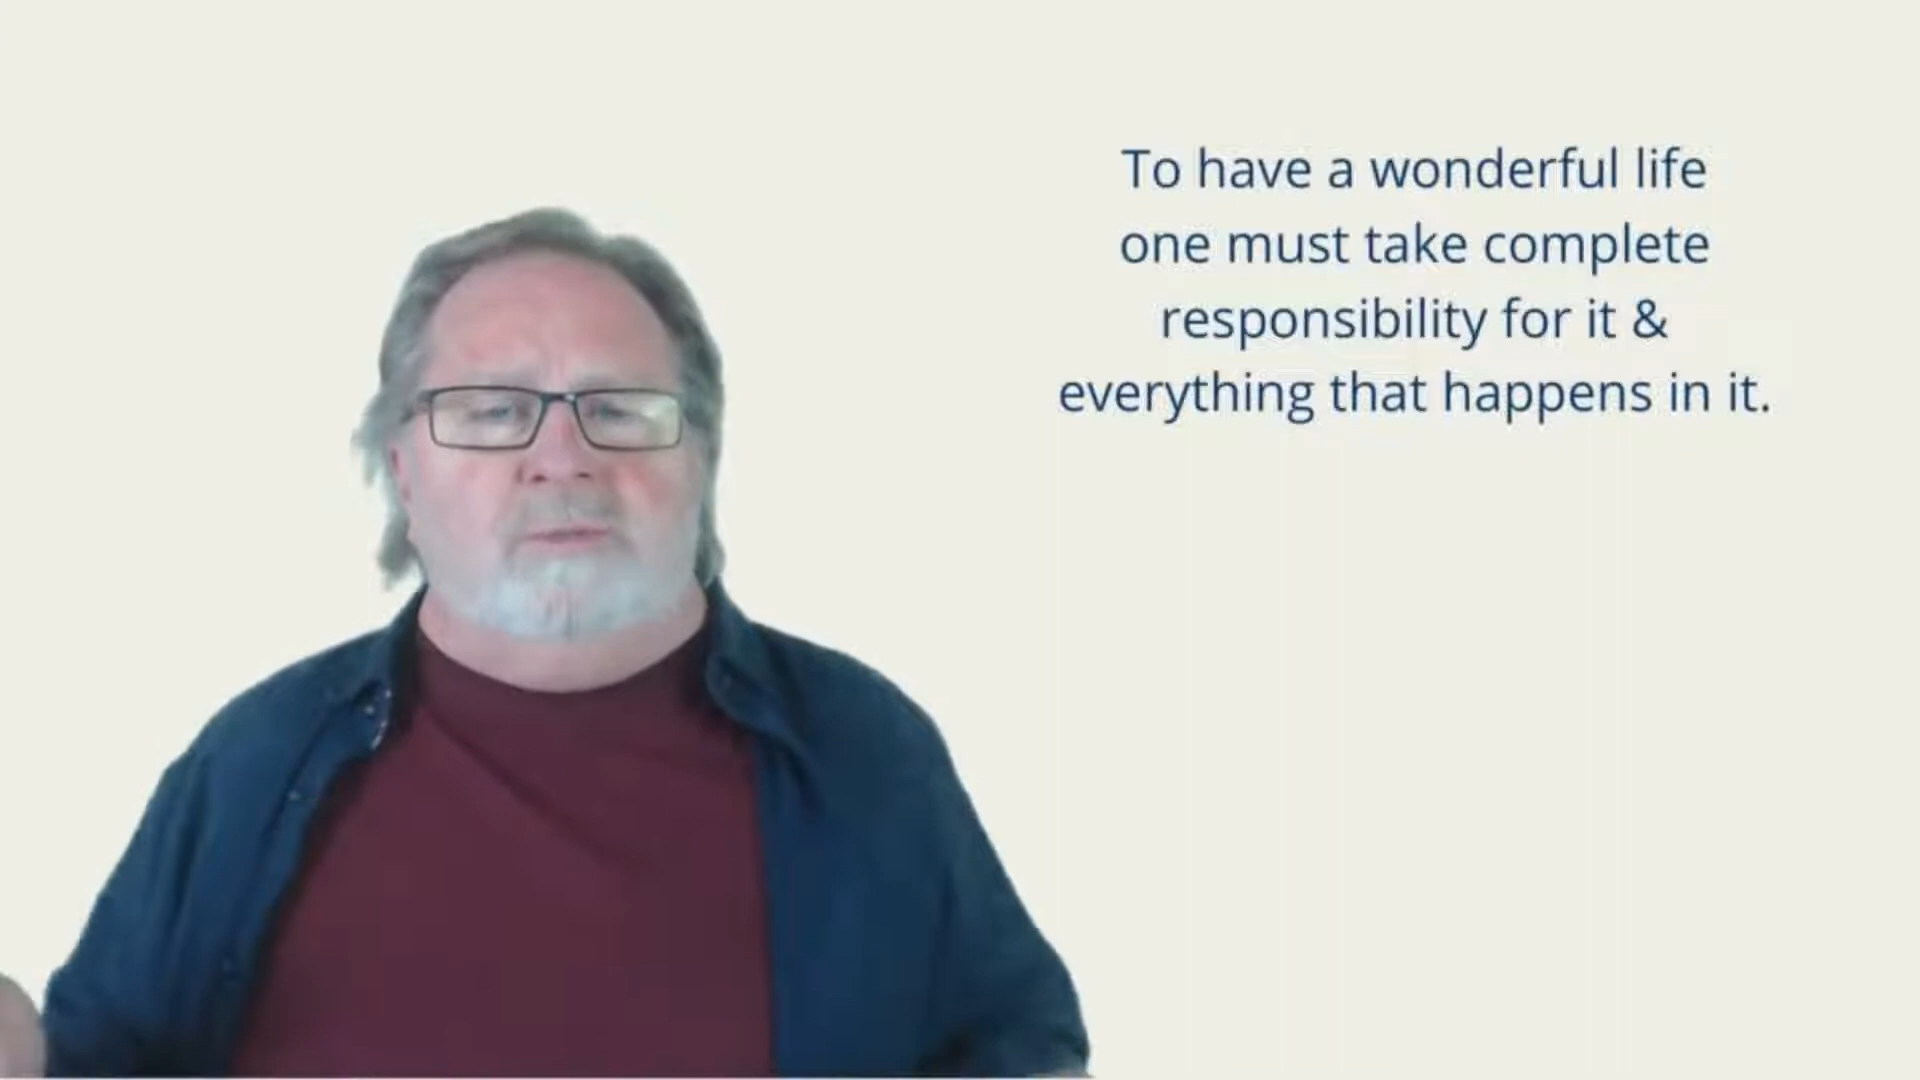 To have a wonderful life
one must take complete
responsibility for it &
everything that happens in it.